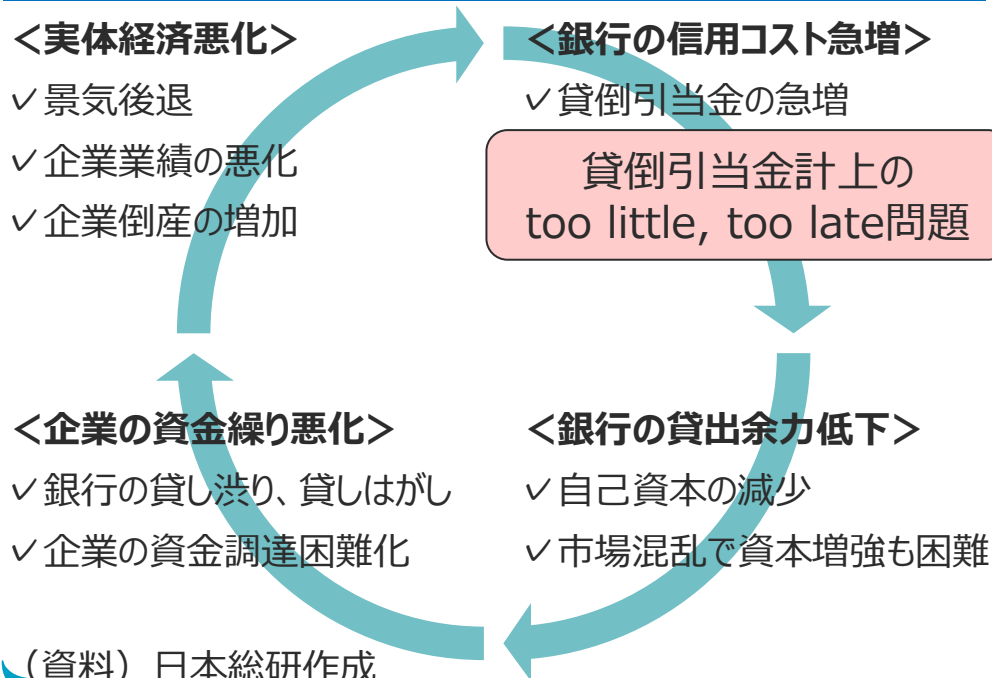 ＜実体経済悪化＞
✓景気後退
✓企業業績の悪化
✓企業倒産の増加
＜銀行の信用コスト急増＞
✓貸倒引当金の急増
貸倒引当金計上の
too little, too late問題
＜企業の資金繰り悪化＞
✓銀行の貸し渋り、貸しはがし
✓企業の資金調達困難化
＜銀行の貸出余力低下＞
✓自己資本の減少
✓市場混乱で資本増強も困難
（資料）日本総研作成